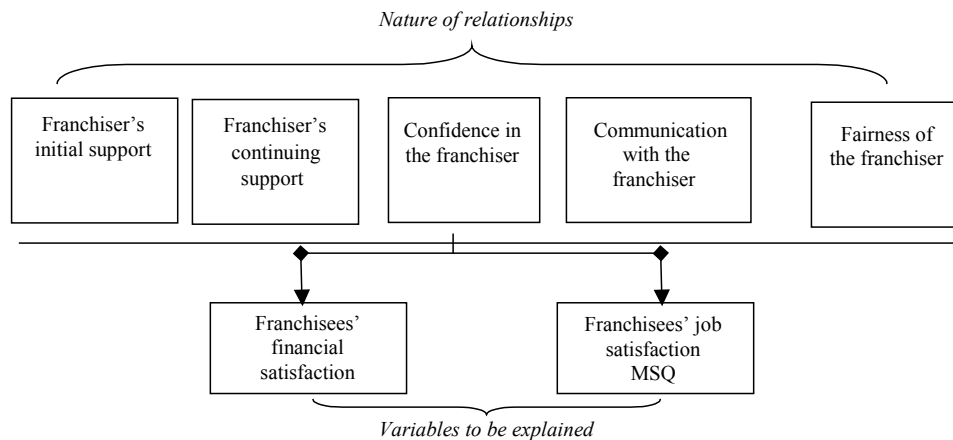 Nature of relationships
Franchiser's
initial support
Franchiser's
continuing
support
Confidence in
the franchiser
Communication
with the
franchiser
Fairness of
the franchiser
Franchisees'
financial
satisfaction
Franchisees' job
satisfaction
MSQ
Variables to be explained